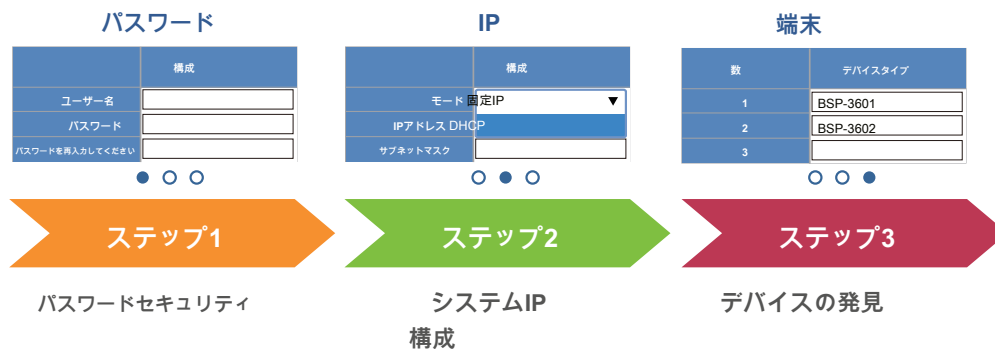 パスワード
構成
ユーザー名
パスワード
パスワードを再入力してください
ステップ1
パスワードセキュリティ
IP
構成
モード 固定IP ▼
IPアドレス DHCP
サブネットマスク
ステップ2
システムIP
構成
端末
数 デバイスタイプ
1 BSP-3601
2 BSP-3602
3
ステップ3
デバイスの発見